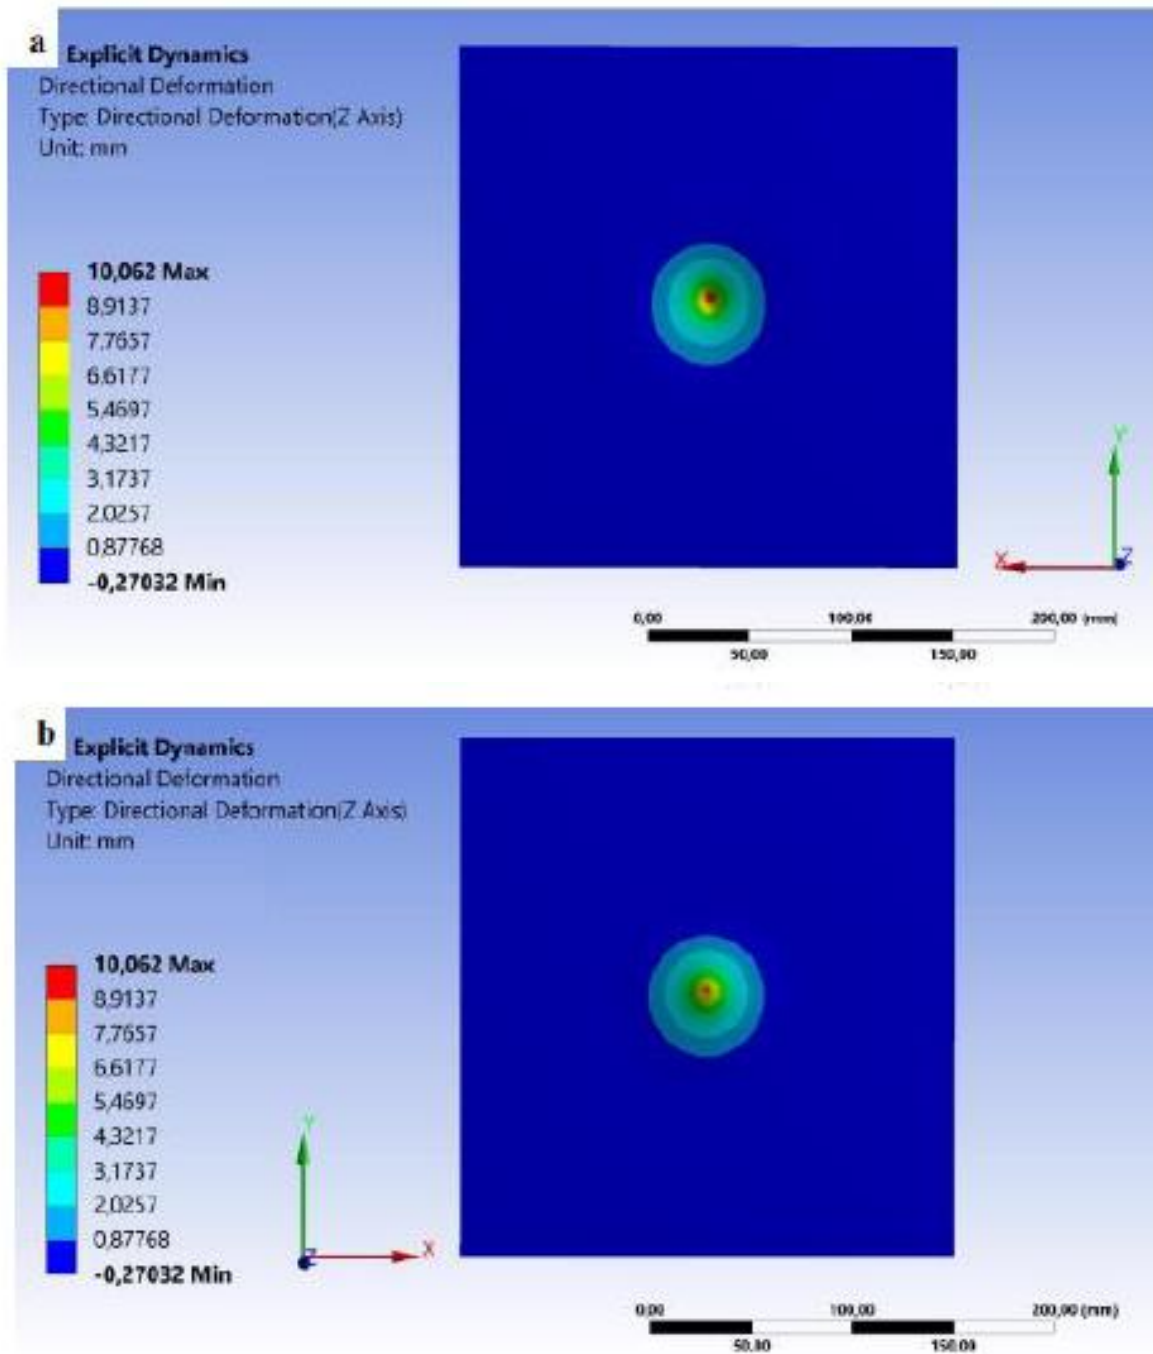 a
Explicit Dynamics
Directional Deformation
Type: Directional Deformation(Z Axis)
Unit: mm
10,062 Max
8,9137
7,7657
6,6177
5,4697
4,3217
3,1737
2,0257
0,87768
-0,27032 Min
Y
X Z
0,00 100,00 200,00 (mm)
50,00 150,00
b
Explicit Dynamics
Directional Deformation
Type: Directional Deformation(Z Axis)
Unit: mm
10,062 Max
8,9137
7,7657
6,6177
5,4697
4,3217
3,1737
2,0257
0,87768
-0,27032 Min
Y
Z X
0,00 100,00 200,00 (mm)
50,00 150,00